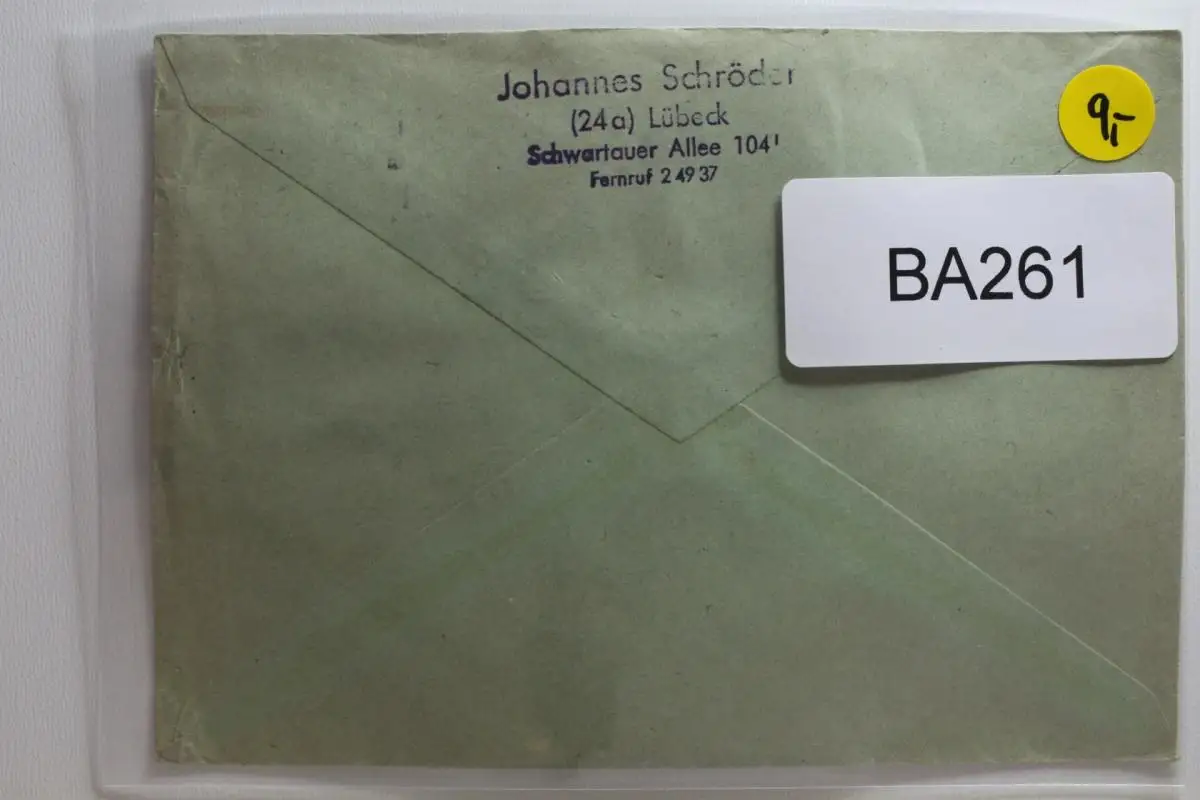 Johannes Schröder
(24a) Lübeck
Schwartauer Allee 104¹
Fernruf 2 49 37
9,-
BA261